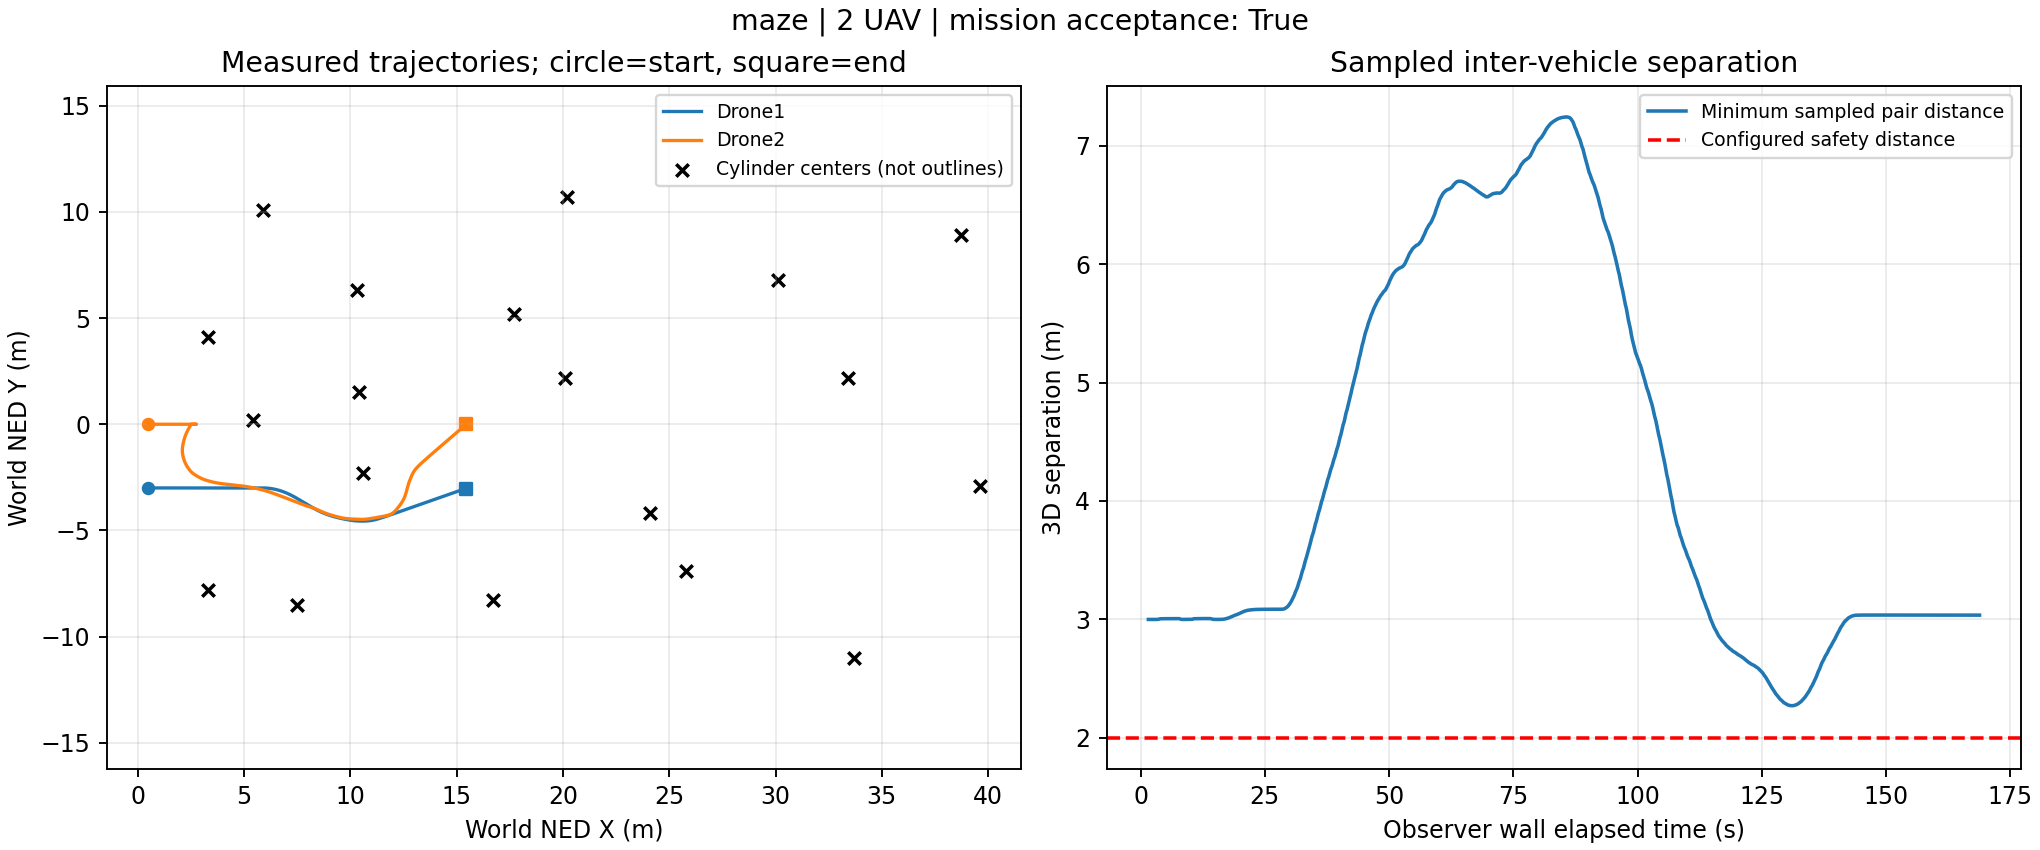 maze | 2 UAV | mission acceptance: True
Measured trajectories; circle=start, square=end
Drone1
Drone2
Cylinder centers (not outlines)
World NED Y (m)
15
10
5
0
−5
−10
−15
0 5 10 15 20 25 30 35 40
World NED X (m)
Sampled inter-vehicle separation
Minimum sampled pair distance
Configured safety distance
3D separation (m)
7
6
5
4
3
2
0 25 50 75 100 125 150 175
Observer wall elapsed time (s)